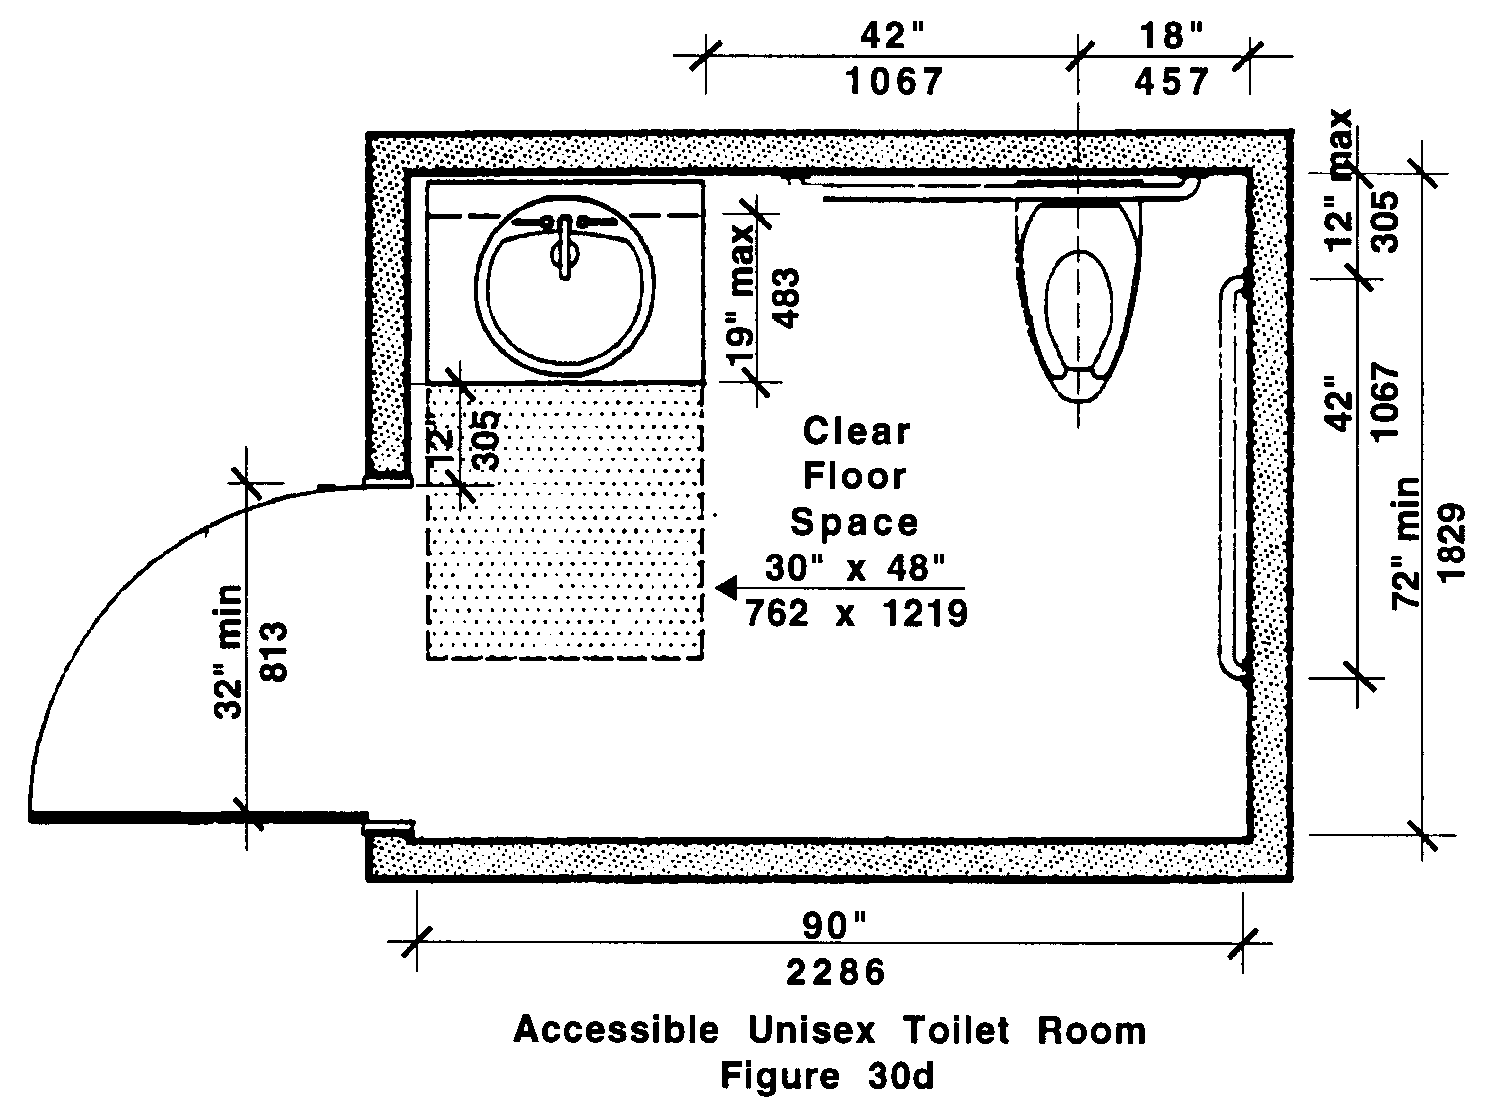 42" 18"
1067 457
12" max
305
19" max
483
12"
305
Clear
Floor
Space
30" x 48"
762 x 1219
42"
1067
72" min
1829
32" min
813
90"
2286
Accessible Unisex Toilet Room
Figure 30d